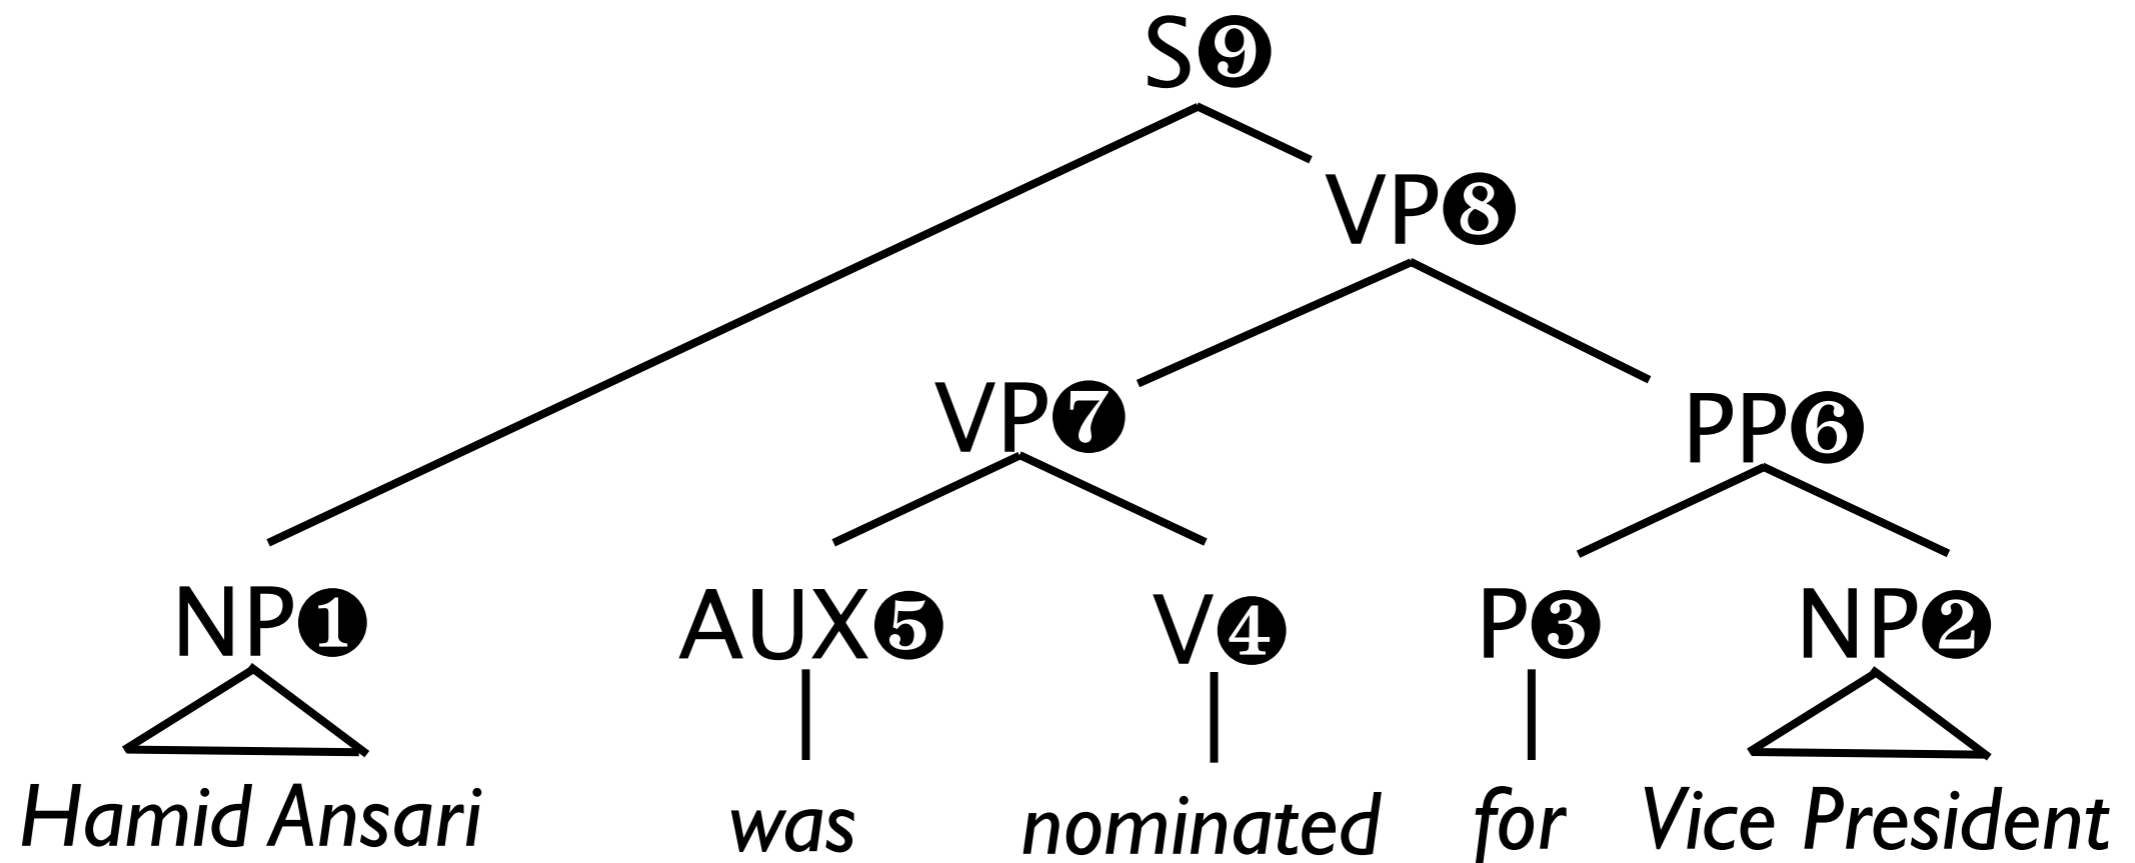 S❾
VP❽
VP❼ PP❻
NP❶ AUX❺ V❹ P❸ NP❷
Hamid Ansari was nominated for Vice President